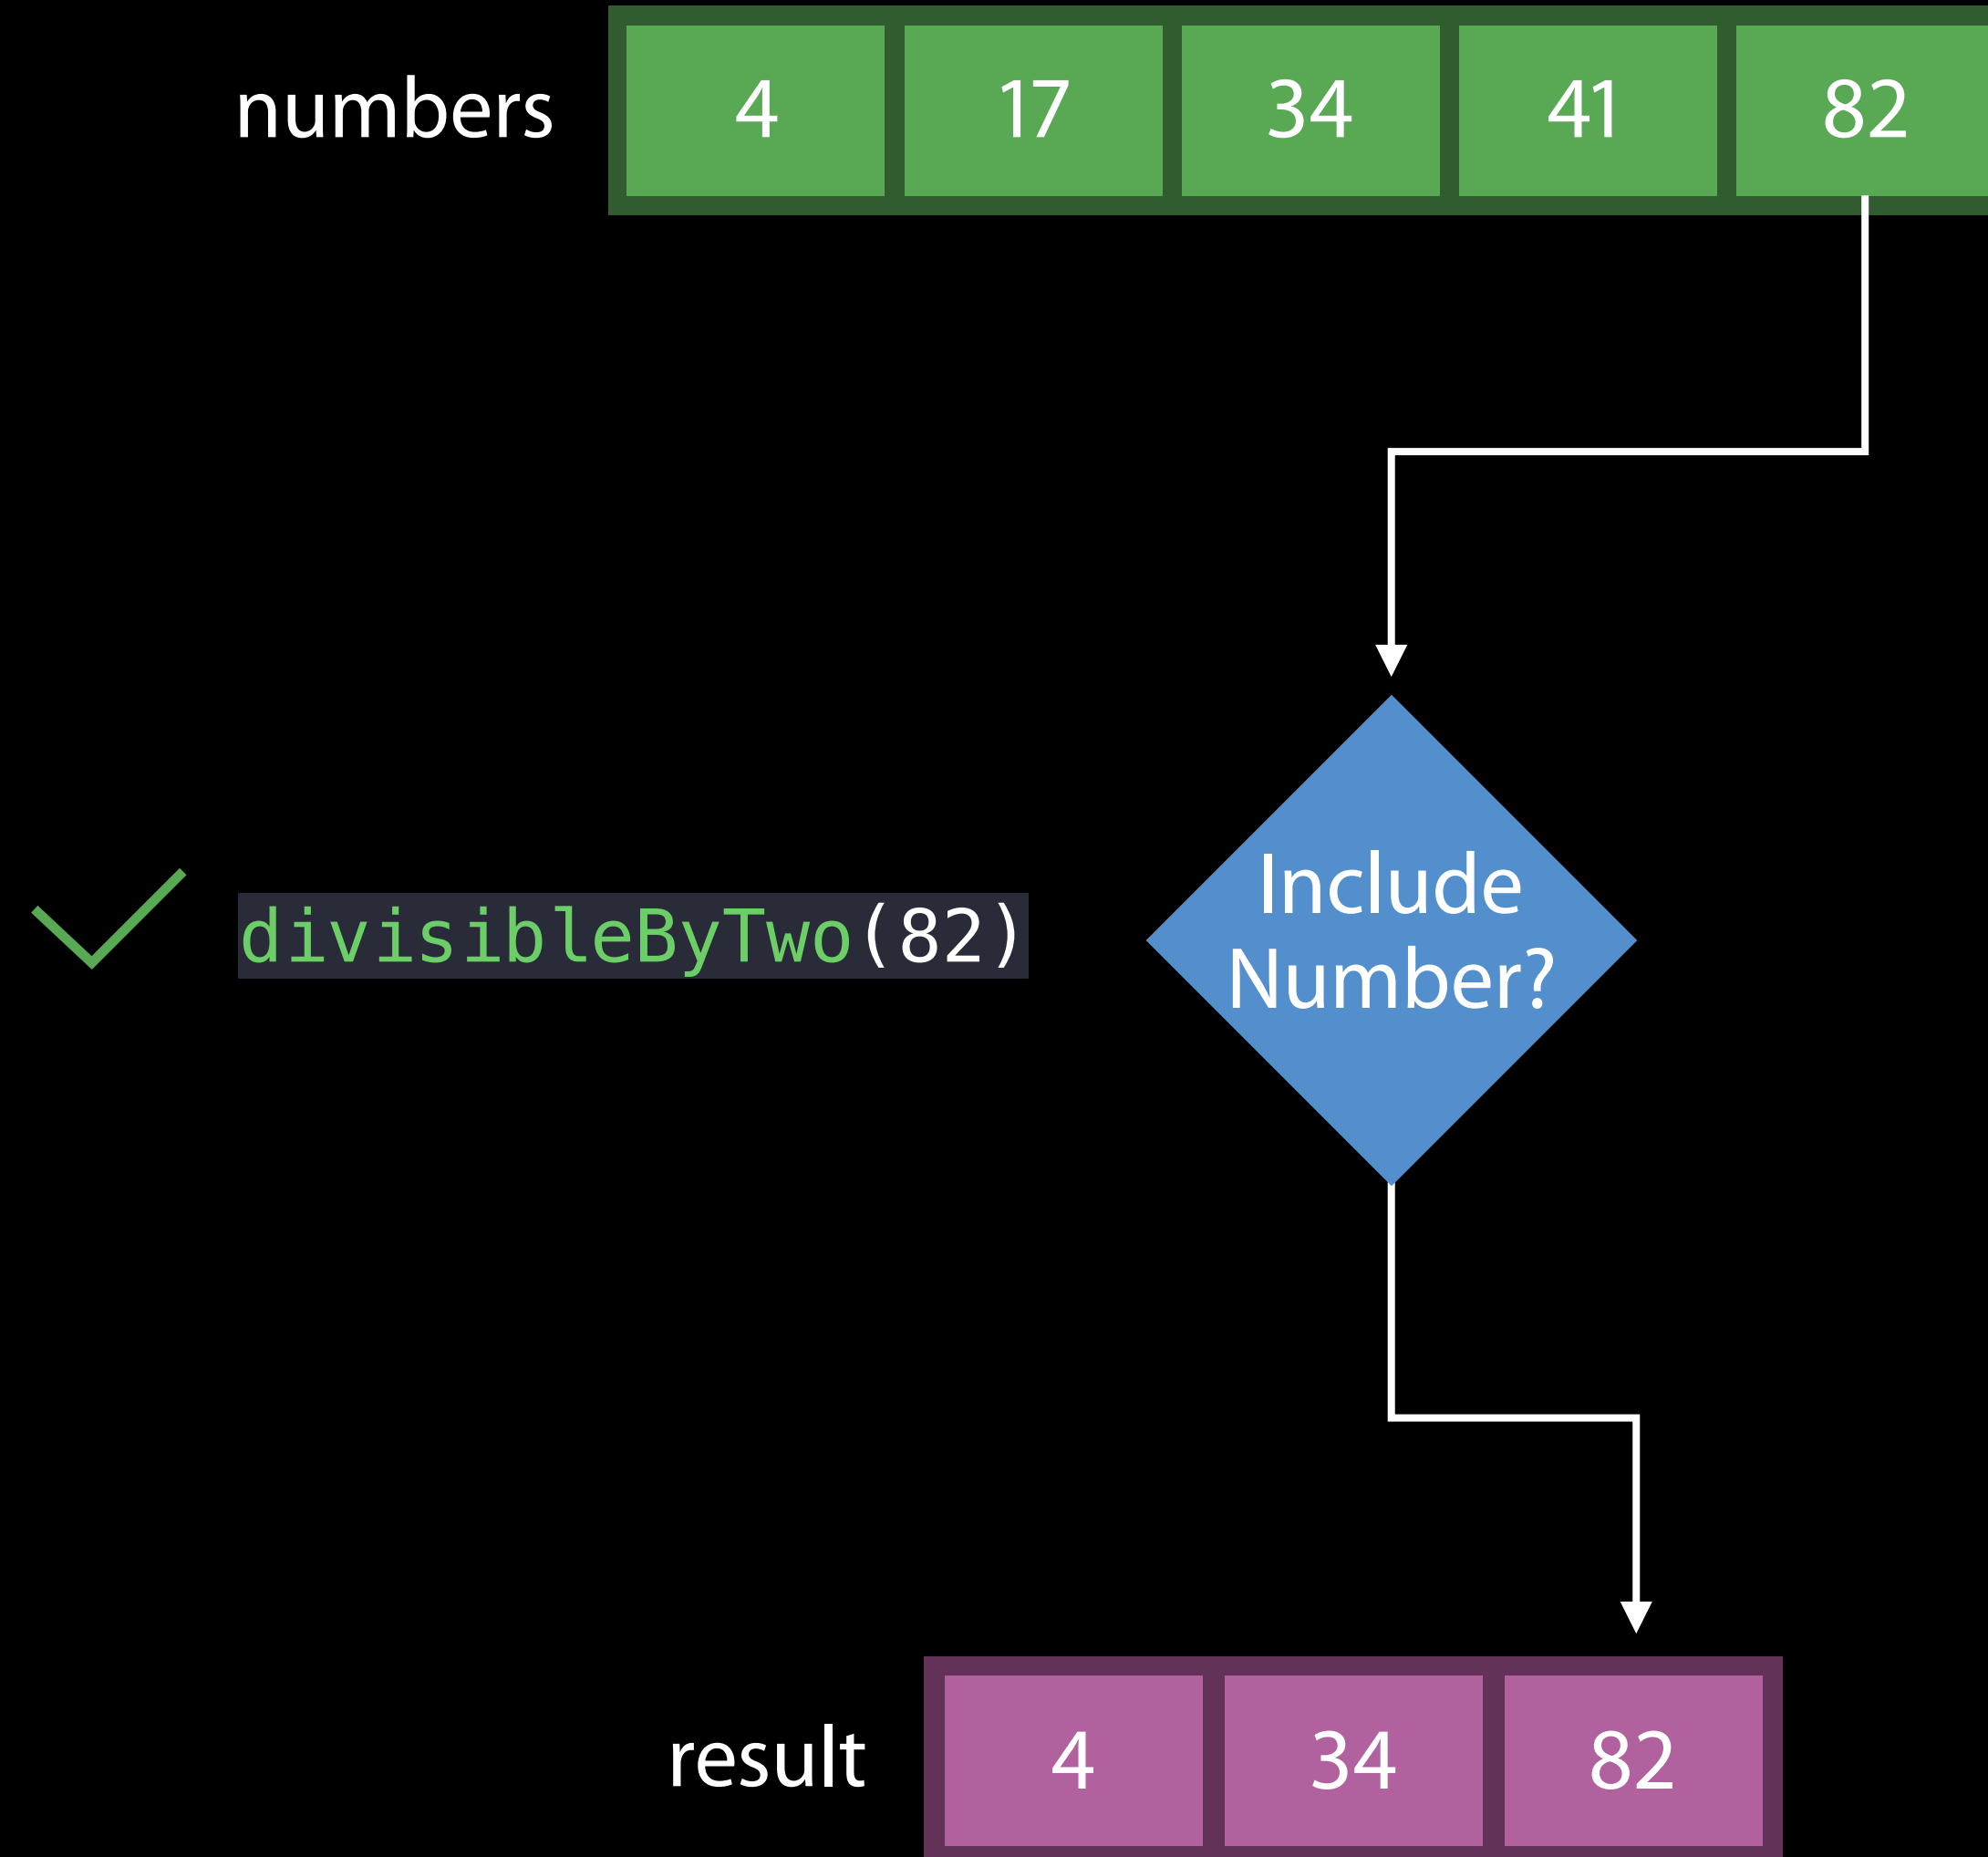 numbers 4 17 34 41 82
Include
divisibleByTwo(82)
Number?
result 4 34 82